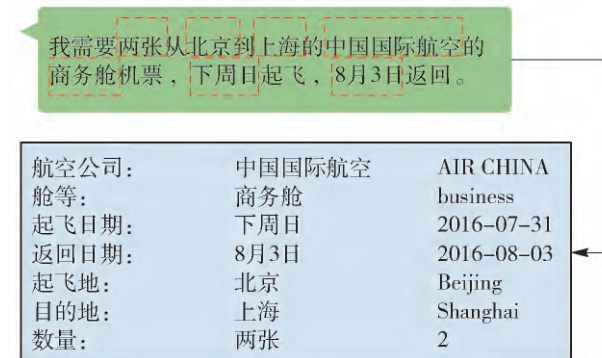 我需要两张从北京到上海的中国国际航空的
商务舱机票，下周日起飞，8月3日返回。
航空公司： 中国国际航空 AIR CHINA
舱等： 商务舱 business
起飞日期： 下周日 2016-07-31
返回日期： 8月3日 2016-08-03
起飞地： 北京 Beijing
目的地： 上海 Shanghai
数量： 两张 2